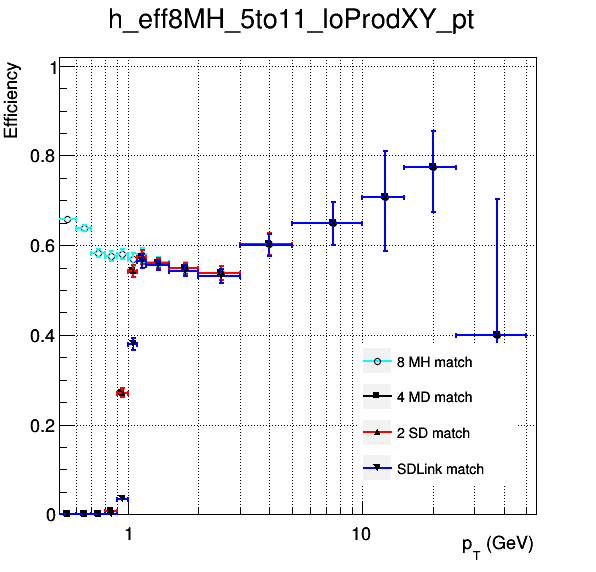 h_eff8MH_5to11_loProdXY_pt
Efficiency
1
0.8
0.6
0.4
0.2
0
8 MH match
4 MD match
2 SD match
SDLink match
1
10
p_T (GeV)